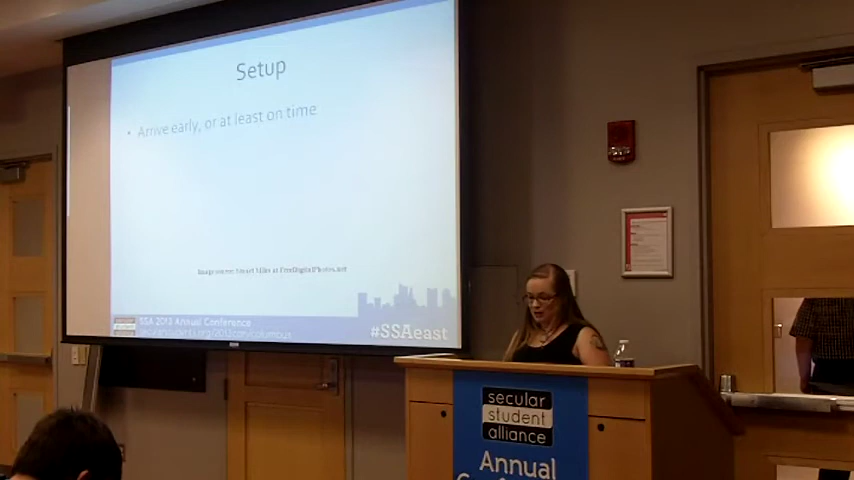 Setup
• Arrive early, or at least on time
Image source: Stuart Miles at FreeDigitalPhotos.net
SSA 2013 Annual Conference
#SSAeast
secular
student
alliance
Annual